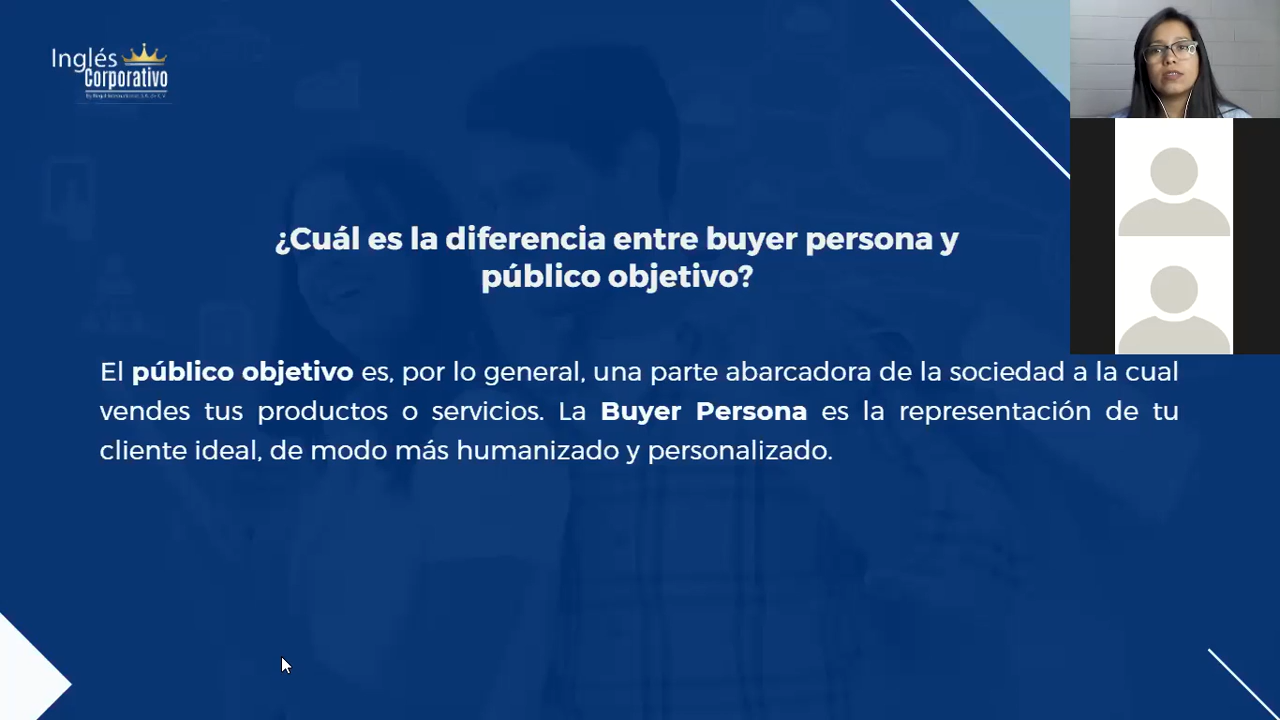 Inglés
Corporativo
¿Cuál es la diferencia entre buyer persona y
público objetivo?
El público objetivo es, por lo general, una parte abarcadora de la sociedad a la cual
vendes tus productos o servicios. La Buyer Persona es la representación de tu
cliente ideal, de modo más humanizado y personalizado.